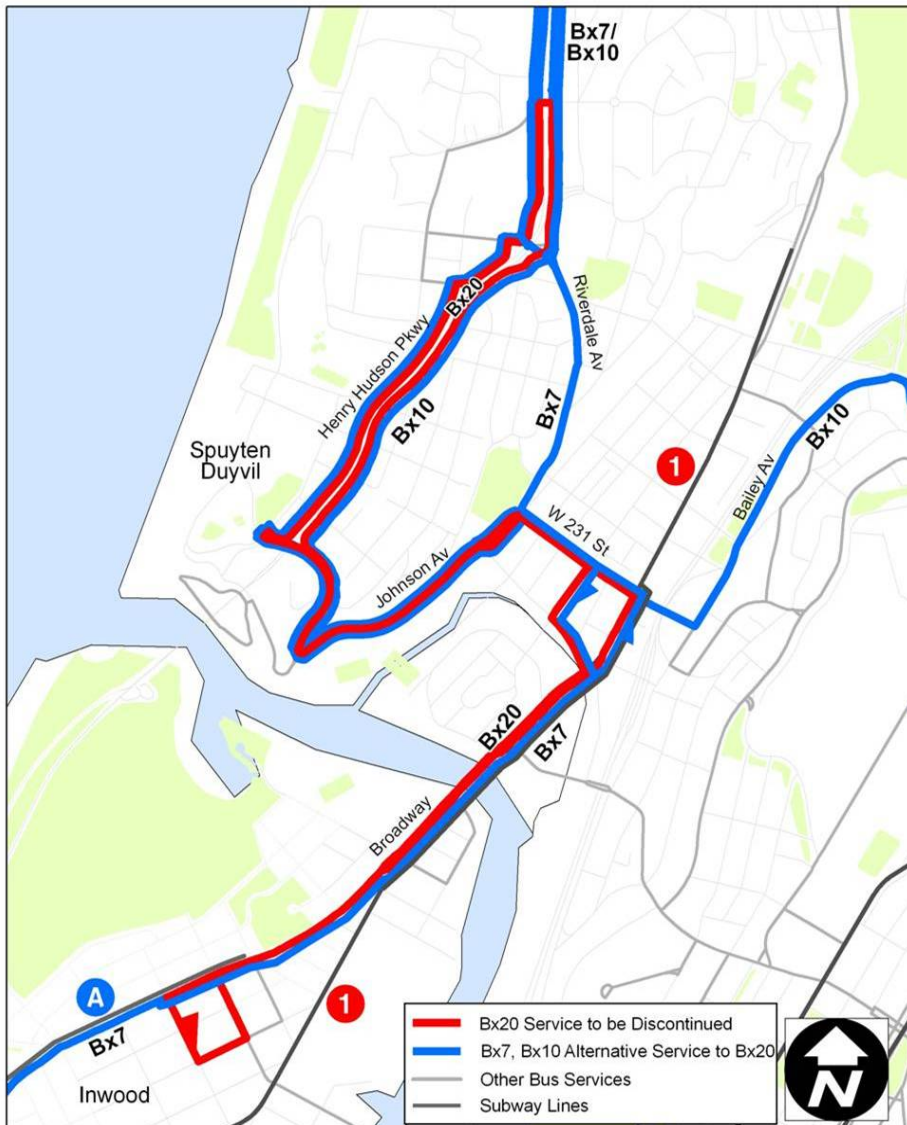 Bx7/
Bx10
Riverdale Av
Bx20
Henry Hudson Pkwy
Bx10
Bx7
Spuyten
Duyvil
1
Bailey Av
Bx10
W 231 St
Johnson Av
Bx20
Bx7
Broadway
A
Bx7
1
Inwood
Bx20 Service to be Discontinued
Bx7, Bx10 Alternative Service to Bx20
Other Bus Services
Subway Lines
N